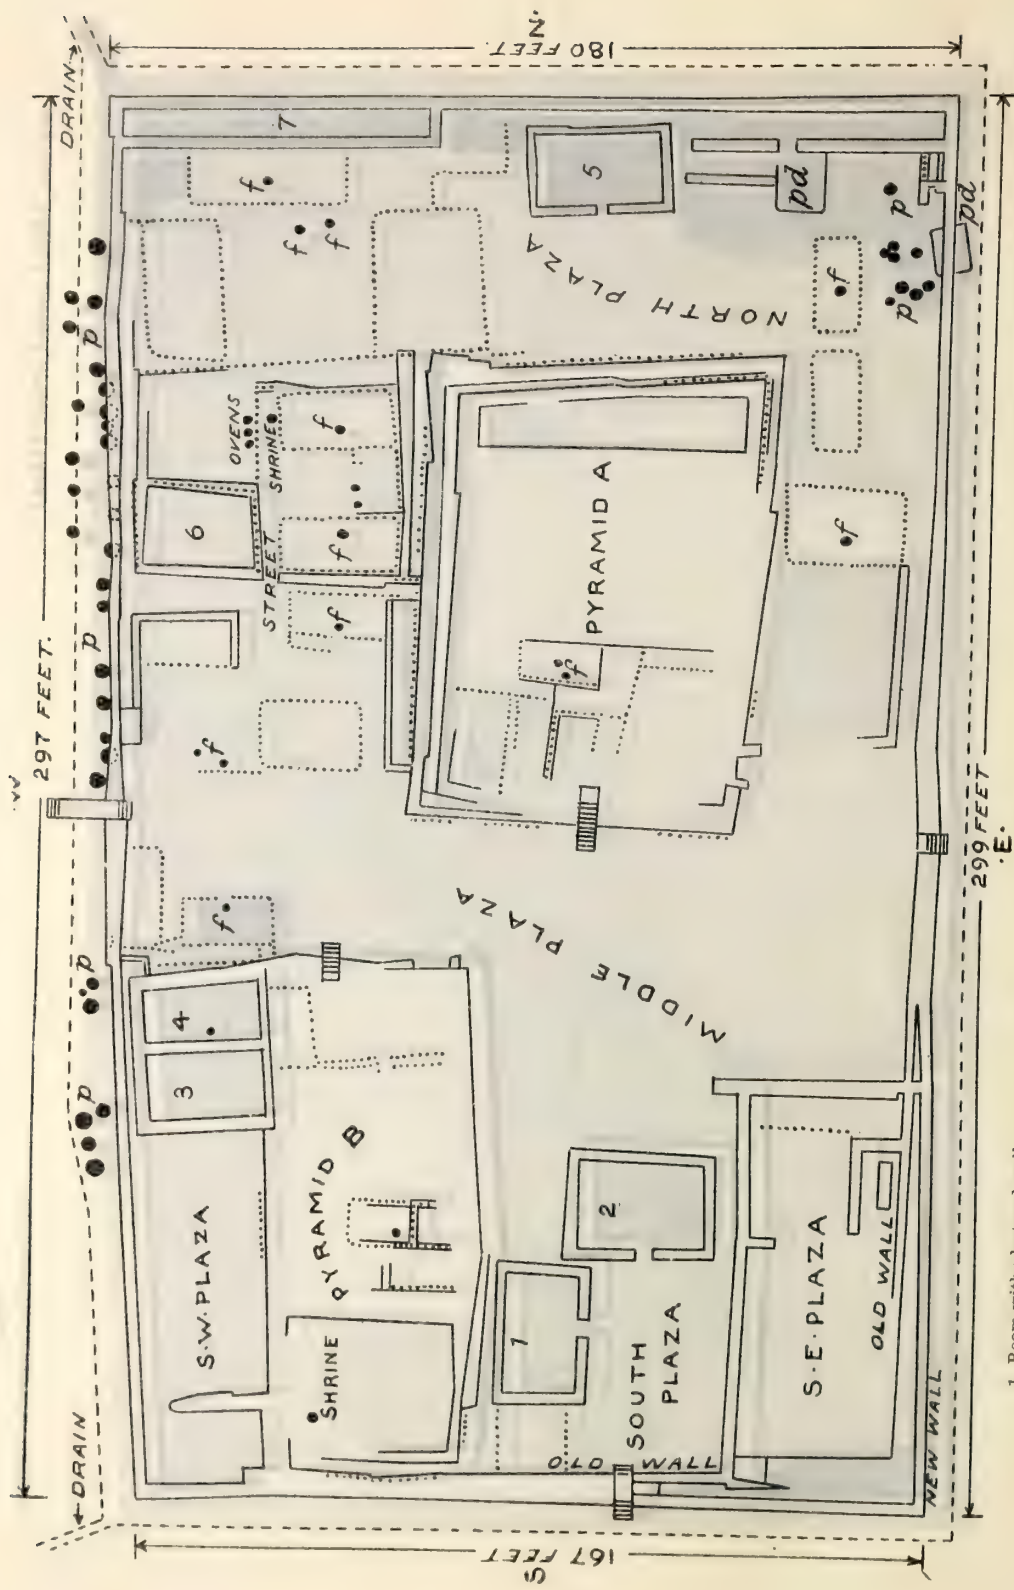 N.
180 FEET.
DRAIN
297 FEET.
7
f
5
pd
p
pd
f
f
NORTH PLAZA
f
p
p
OVENS
SHRINE
f
6
STREET
f
f
f
PYRAMID A
f
p
f
299 FEET
E.
f
MIDDLE PLAZA
p
4
3
p
PYRAMID B
S.W. PLAZA
2
1
SHRINE
SOUTH
PLAZA
S.E. PLAZA
OLD WALL
OLD WALL
NEW WALL
DRAIN
167 FEET
S